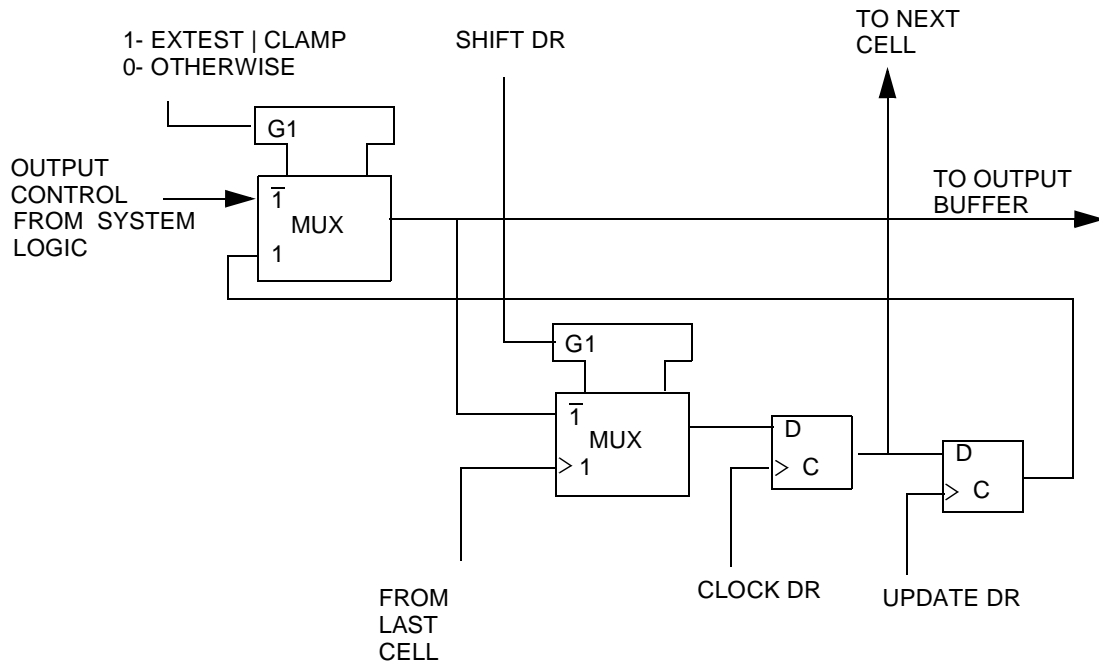 1- EXTEST | CLAMP
0- OTHERWISE
SHIFT DR
TO NEXT
CELL
G1
OUTPUT
CONTROL
FROM SYSTEM
LOGIC
1̅
MUX
1
TO OUTPUT
BUFFER
G1
1̅
MUX
1
D
C
D
C
FROM
LAST
CELL
CLOCK DR
UPDATE DR